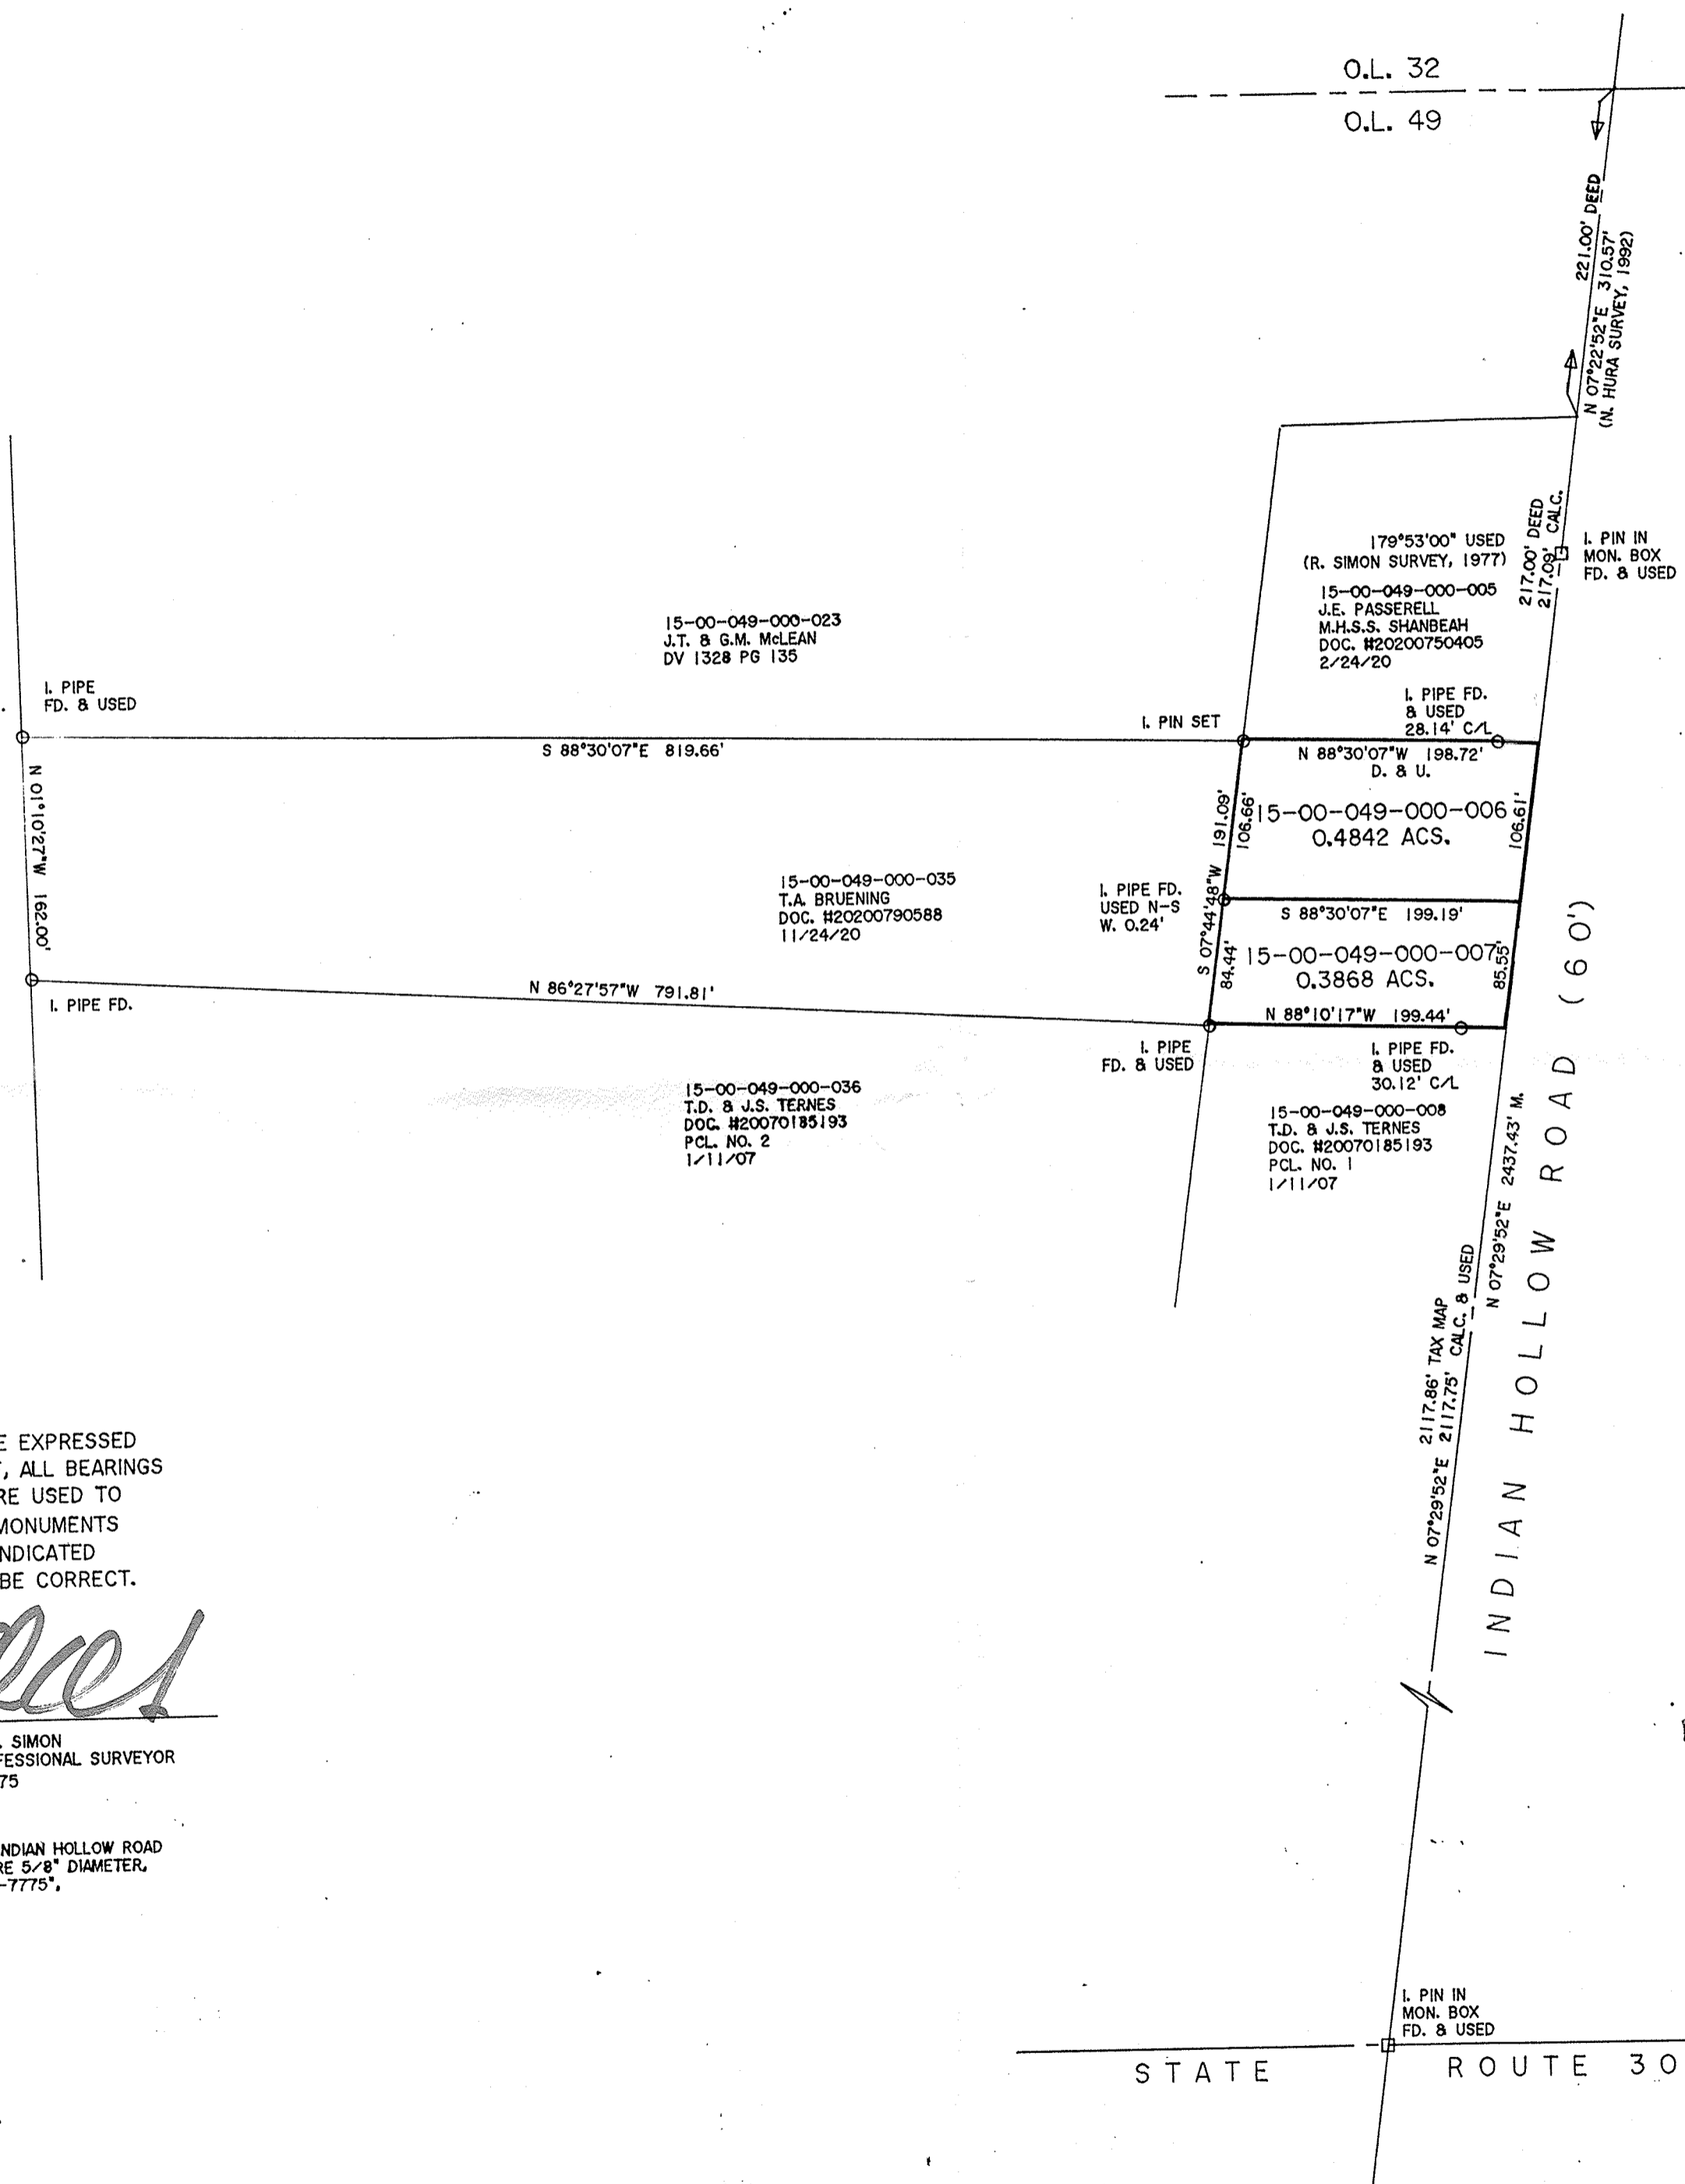 O.L. 32
O.L. 49
221.00' DEED
N 07°22'52"E 310.57'
(N. HURA SURVEY, 1992)
217.00' DEED
217.09' CALC.
I. PIN IN
MON. BOX
FD. & USED
179°53'00" USED
(R. SIMON SURVEY, 1977)
15-00-049-000-005
J.E. PASSERELL
M.H.S.S. SHANBEAH
DOC. #20200750405
2/24/20
15-00-049-000-023
J.T. & G.M. McLEAN
DV 1328 PG 135
I. PIPE
FD. & USED
I. PIN SET
I. PIPE FD.
& USED
28.14' C/L
S 88°30'07"E 819.66'
N 88°30'07"W 198.72'
D. & U.
N 01°10'27"W 162.00'
S 07°44'48"W 191.09'
106.66'
15-00-049-000-006
0.4842 ACS.
106.61'
15-00-049-000-035
T.A. BRUENING
DOC. #20200790588
11/24/20
I. PIPE FD.
USED N-S
W. 0.24'
S 88°30'07"E 199.19'
84.44'
15-00-049-000-007
0.3868 ACS.
85.55'
N 86°27'57"W 791.81'
I. PIPE FD.
N 88°10'17"W 199.44'
I. PIPE
FD. & USED
I. PIPE FD.
& USED
30.12' C/L
15-00-049-000-036
T.D. & J.S. TERNES
DOC. #20070185193
PCL. NO. 2
1/11/07
15-00-049-000-008
T.D. & J.S. TERNES
DOC. #20070185193
PCL. NO. 1
1/11/07
N 07°29'52"E 2437.43' M.
INDIAN HOLLOW ROAD (60')
2117.86' TAX MAP
N 07°29'52"E 2117.75' CALC. & USED
E EXPRESSED
, ALL BEARINGS
RE USED TO
MONUMENTS
NDICATED
BE CORRECT.
. SIMON
FESSIONAL SURVEYOR
75
NDIAN HOLLOW ROAD
RE 5/8" DIAMETER,
-7775",
I. PIN IN
MON. BOX
FD. & USED
STATE ROUTE 30